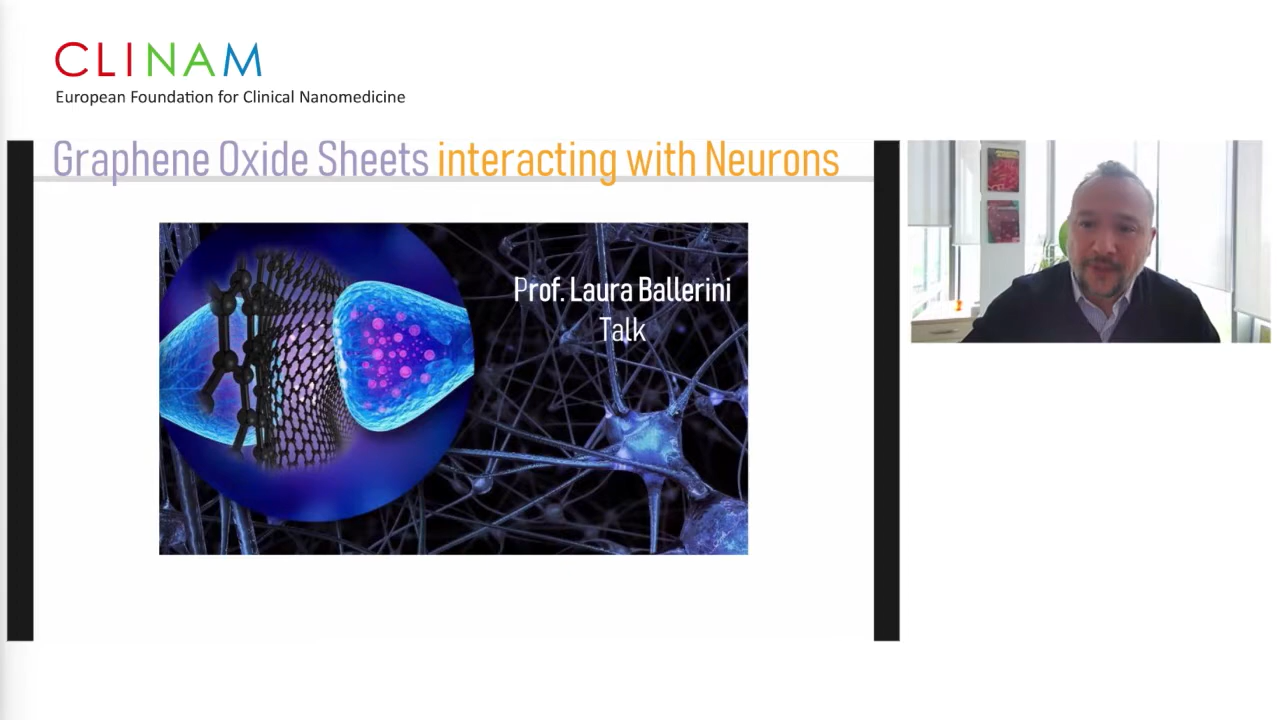 CLINAM
European Foundation for Clinical Nanomedicine
Graphene Oxide Sheets interacting with Neurons
Prof. Laura Ballerini
Talk